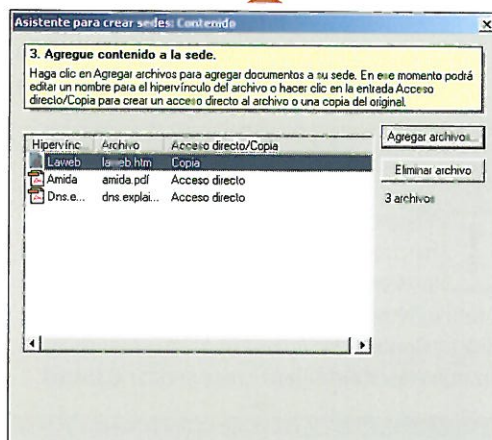 Asistente para crear sedes: Contenido
3. Agregue contenido a la sede.
Haga clic en Agregar archivos para agregar documentos a su sede. En ese momento podrá
editar un nombre para el hipervínculo del archivo o hacer clic en la entrada Acceso
directo/Copia para crear un acceso directo al archivo o una copia del original.
Hipervínc... Archivo Acceso directo/Copia
Laweb laweb.htm Copia
Amida amida.pdf Acceso directo
Dns.e... dns.explai... Acceso directo
Agregar archivos...
Eliminar archivo
3 archivos